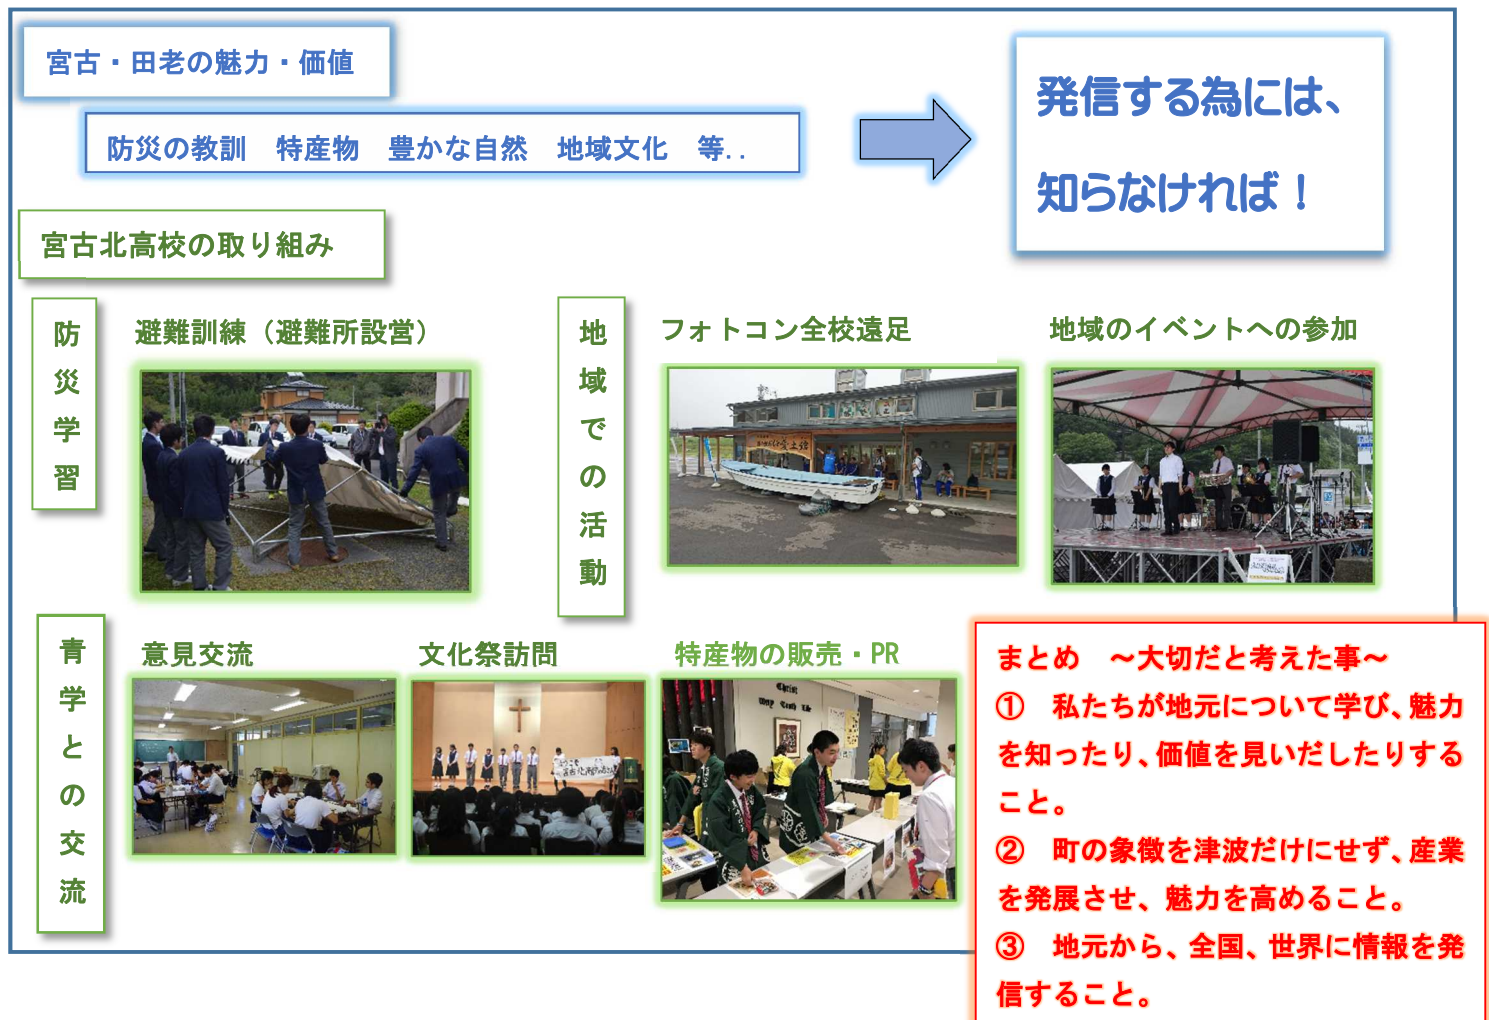 宮古・田老の魅力・価値
防災の教訓　特産物　豊かな自然　地域文化　等..
発信する為には、
知らなければ！
宮古北高校の取り組み
防災学習
避難訓練（避難所設営）
地域での活動
フォトコン全校遠足
地域のイベントへの参加
青学との交流
意見交流
文化祭訪問
ようこそ
特産物の販売・PR
Christ
Way Truth Life
まとめ　～大切だと考えた事～
①　私たちが地元について学び、魅力
を知ったり、価値を見いだしたりする
こと。
②　町の象徴を津波だけにせず、産業
を発展させ、魅力を高めること。
③　地元から、全国、世界に情報を発
信すること。